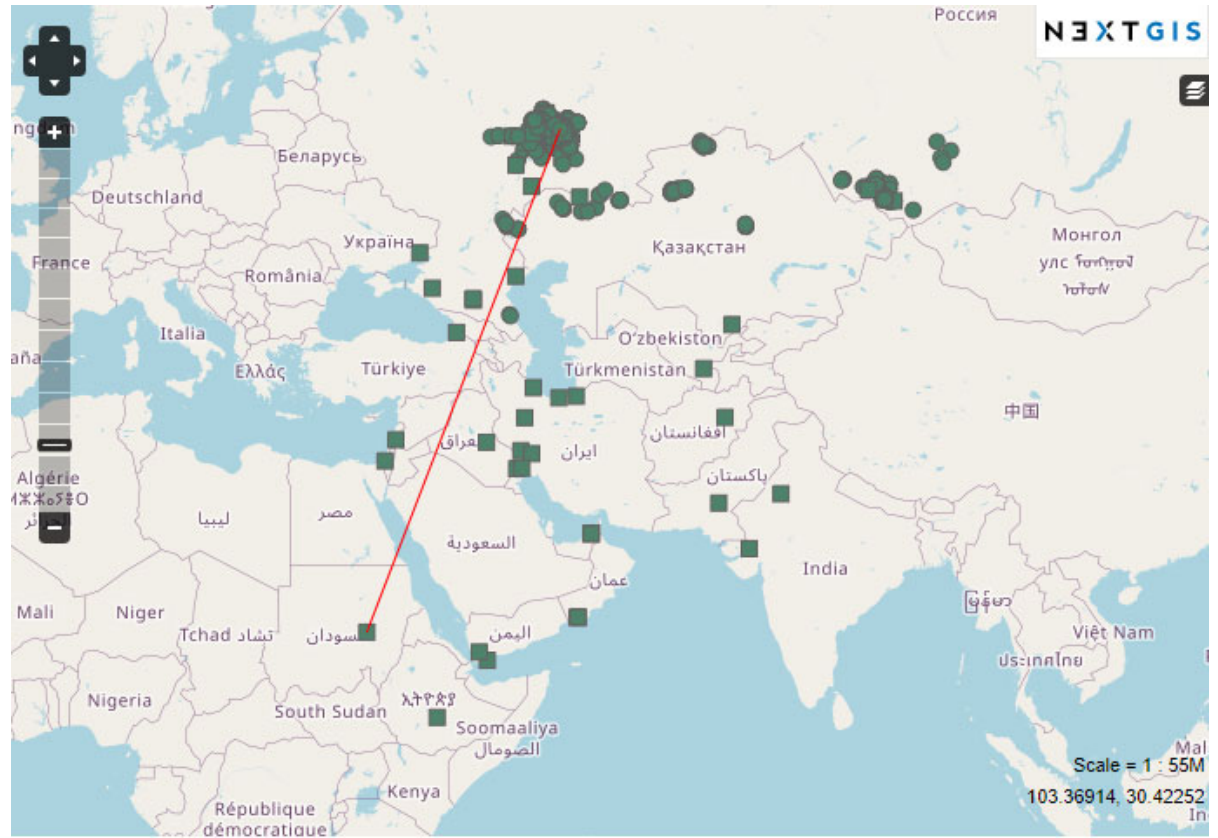 Россия
NEXTGIS
Беларусь
Deutschland
Україна
Қазақстан
Монгол
улс
France
România
Italia
O'zbekiston
Ελλάς
Türkiye
Türkmenistan
中国
افغانستان
ایران
پاکستان
Algérie
الجزائر
ليبيا
مصر
السعودية
India
عمان
Mali
Niger
Tchad تشاد
اليمن
Việt Nam
ประเทศไทย
Nigeria
South Sudan
ኢትዮጵያ
Soomaaliya
الصومال
Scale = 1 : 55M
Kenya
103.36914, 30.42252
République
démocratique